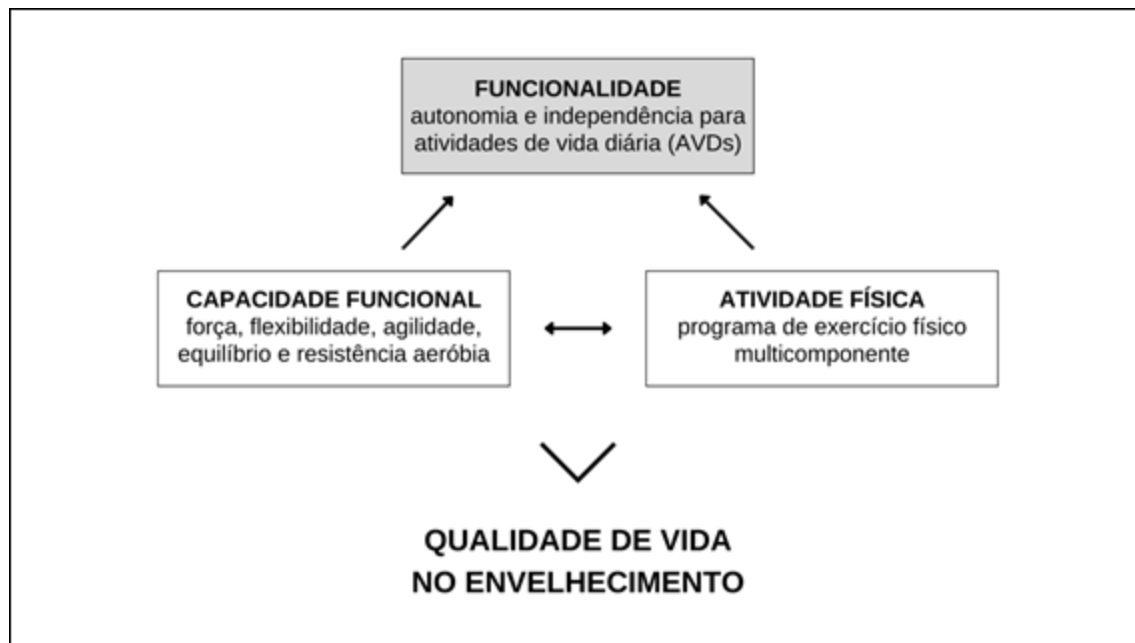 FUNCIONALIDADE
autonomia e independência para
atividades de vida diária (AVDs)
CAPACIDADE FUNCIONAL
força, flexibilidade, agilidade,
equilíbrio e resistência aeróbia
ATIVIDADE FÍSICA
programa de exercício físico
multicomponente
QUALIDADE DE VIDA
NO ENVELHECIMENTO